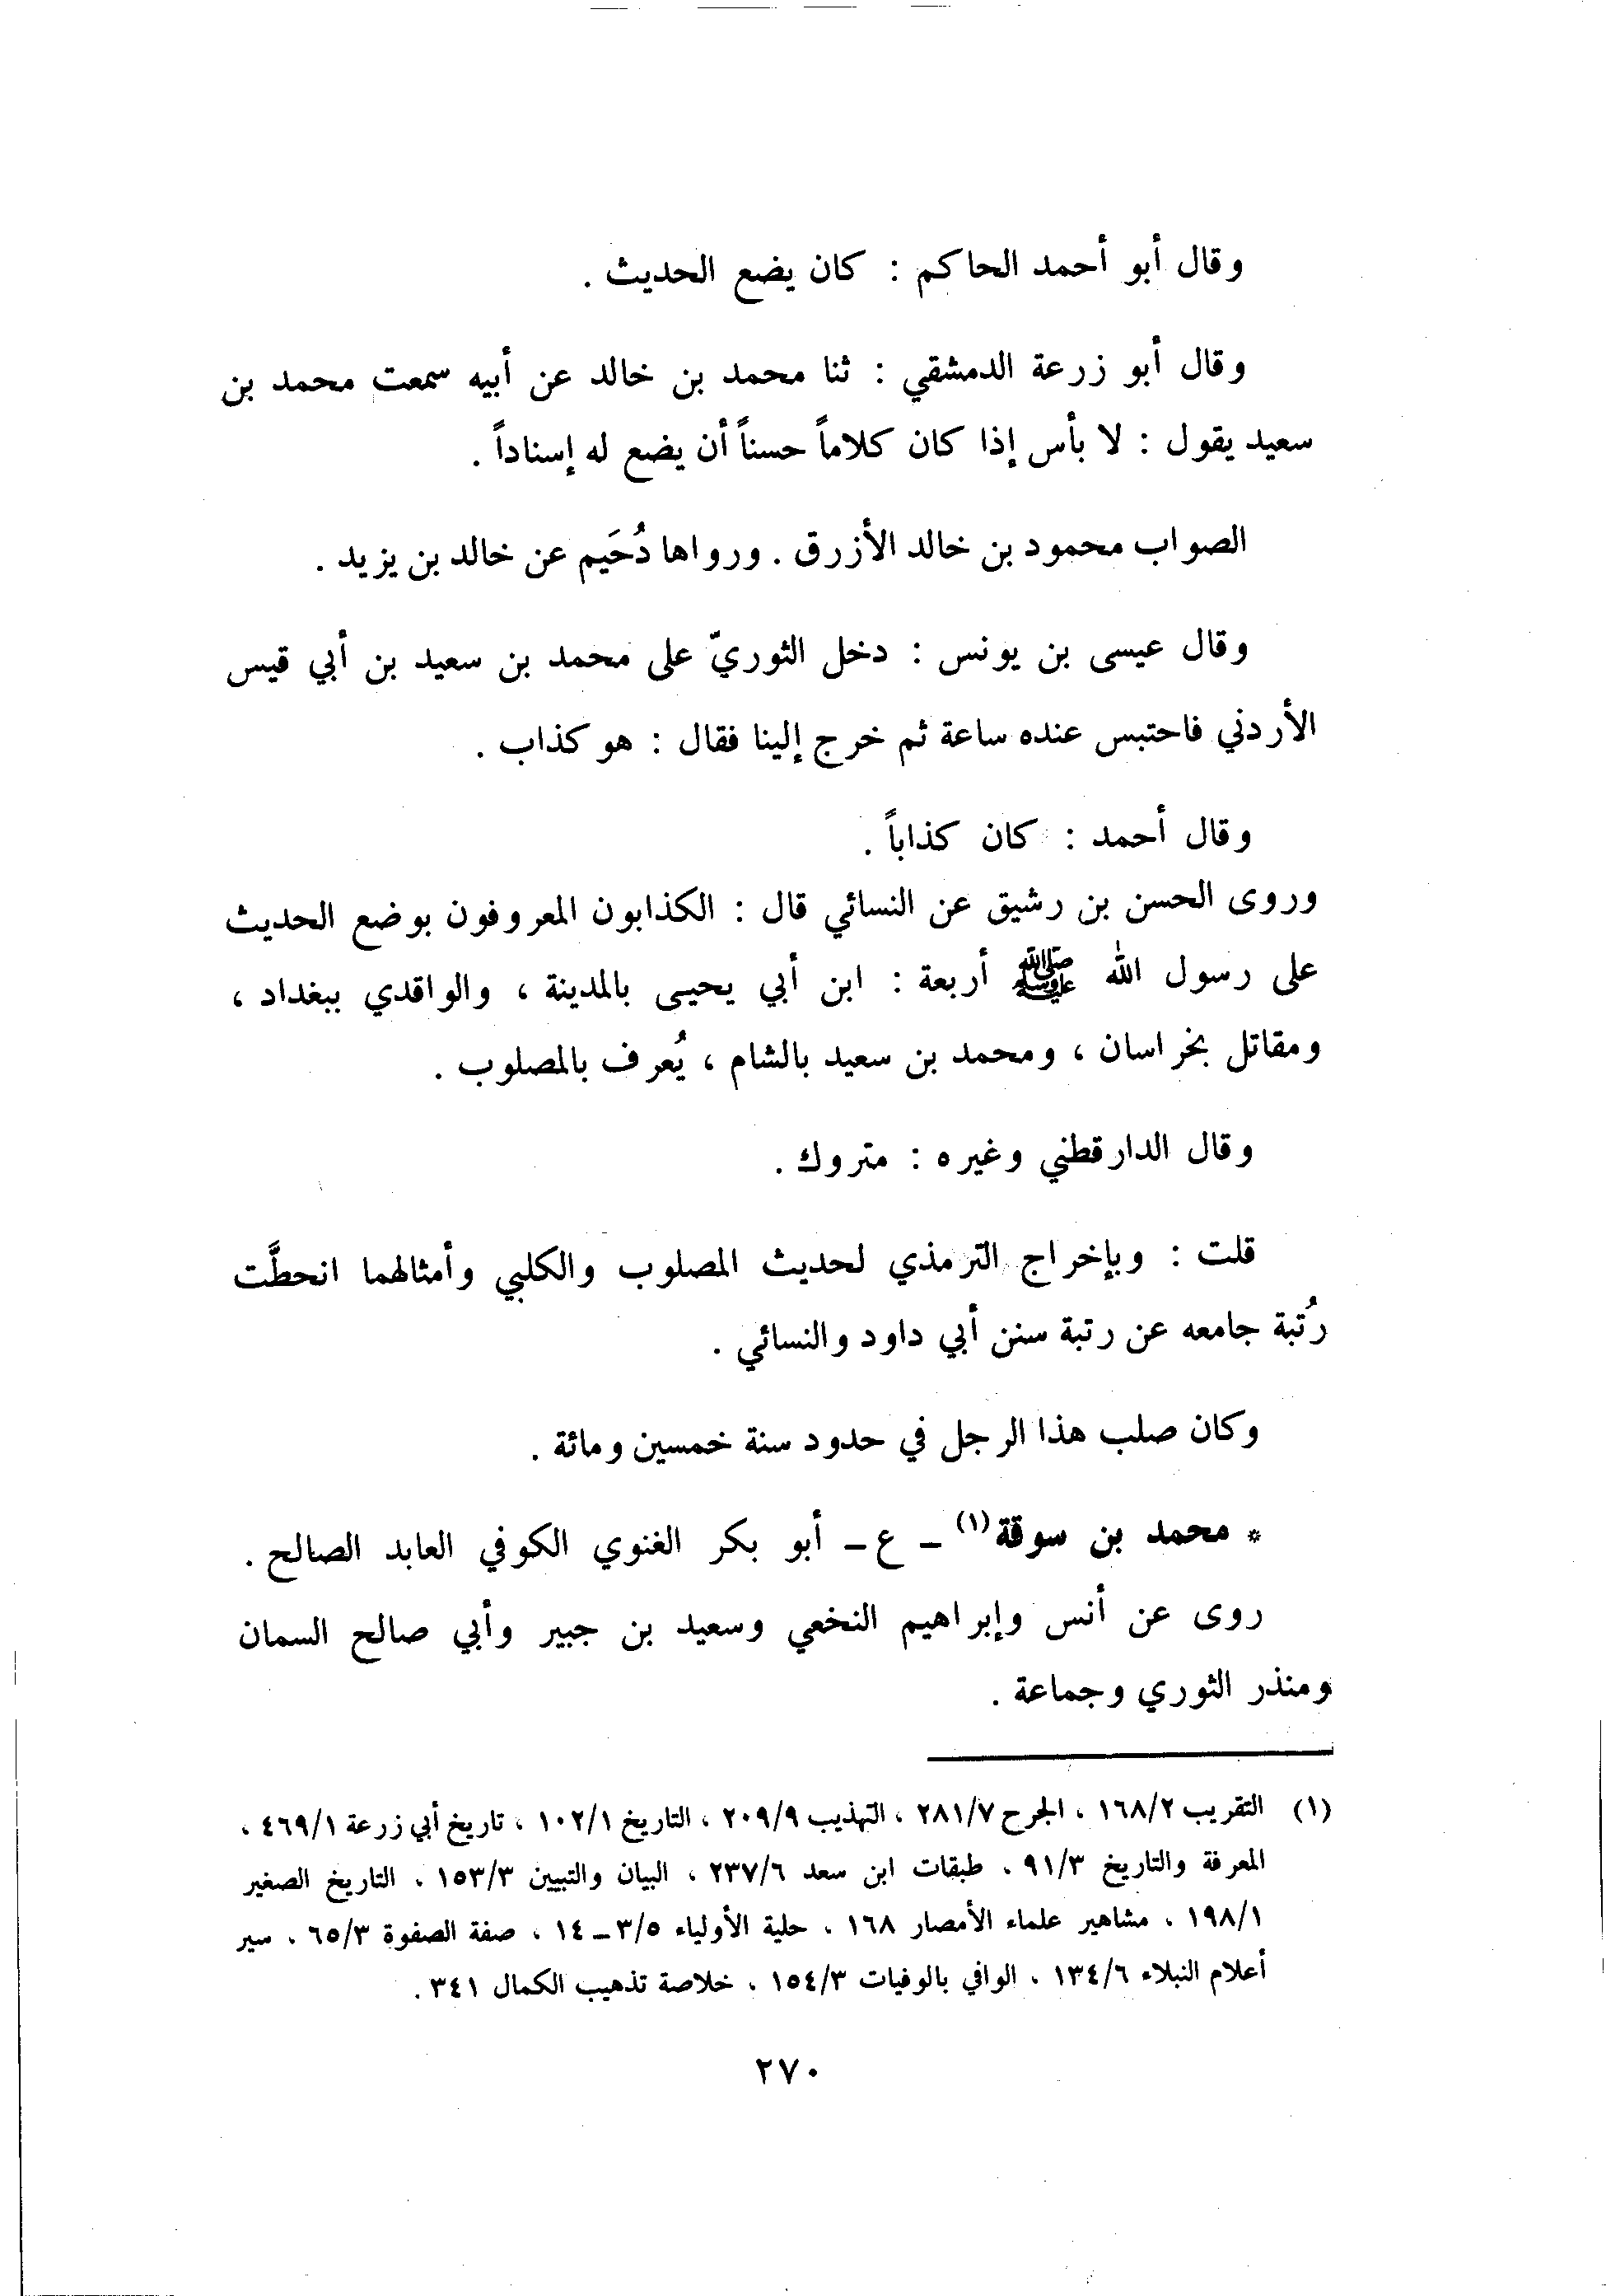 وقال أبو أحمد الحاكم : كان يضع الحديث .
وقال أبو زرعة الدمشقي : ثنا محمد بن خالد عن أبيه سمعت محمد بن
سعيد يقول : لا بأس إذا كان كلاماً حسناً أن يضع له إسناداً .
الصواب محمود بن خالد الأزرق . ورواها دُحَيم عن خالد بن يزيد .
وقال عيسى بن يونس : دخل الثوريّ على محمد بن سعيد بن أبي قيس
الأردني فاحتبس عنده ساعة ثم خرج إلينا فقال : هو كذاب .
وقال أحمد : كان كذاباً .
وروى الحسن بن رشيق عن النسائي قال : الكذابون المعروفون بوضع الحديث
على رسول الله ﷺ أربعة : ابن أبي يحيى بالمدينة ، والواقدي ببغداد ،
ومقاتل بخراسان ، ومحمد بن سعيد بالشام ، يُعرف بالمصلوب .
وقال الدارقطني وغيره : متروك .
قلت : وبإخراج الترمذي لحديث المصلوب والكلبي وأمثالهما انحطَّت
رُتبة جامعه عن رتبة سنن أبي داود والنسائي .
وكان صلب هذا الرجل في حدود سنة خمسين ومائة .
* محمد بن سوقة(١) - ع - أبو بكر الغنوي الكوفي العابد الصالح .
روى عن أنس وإبراهيم النخعي وسعيد بن جبير وأبي صالح السمان
ومنذر الثوري وجماعة .
(١) التقريب ١٦٨/٢ ، الجرح ٢٨١/٧ ، التهذيب ٢٠٩/٩ ، التاريخ ١٠٢/١ ، تاريخ أبي زرعة ٤٦٩/١ ،
المعرفة والتاريخ ٩١/٣ ، طبقات ابن سعد ٢٣٧/٦ ، البيان والتبيين ١٥٣/٣ ، التاريخ الصغير
١٩٨/١ ، مشاهير علماء الأمصار ١٦٨ ، حلية الأولياء ٣/٥ - ١٤ ، صفة الصفوة ٦٥/٣ ، سير
أعلام النبلاء ١٣٤/٦ ، الوافي بالوفيات ١٥٤/٣ ، خلاصة تذهيب الكمال ٣٤١ .
٢٧٠